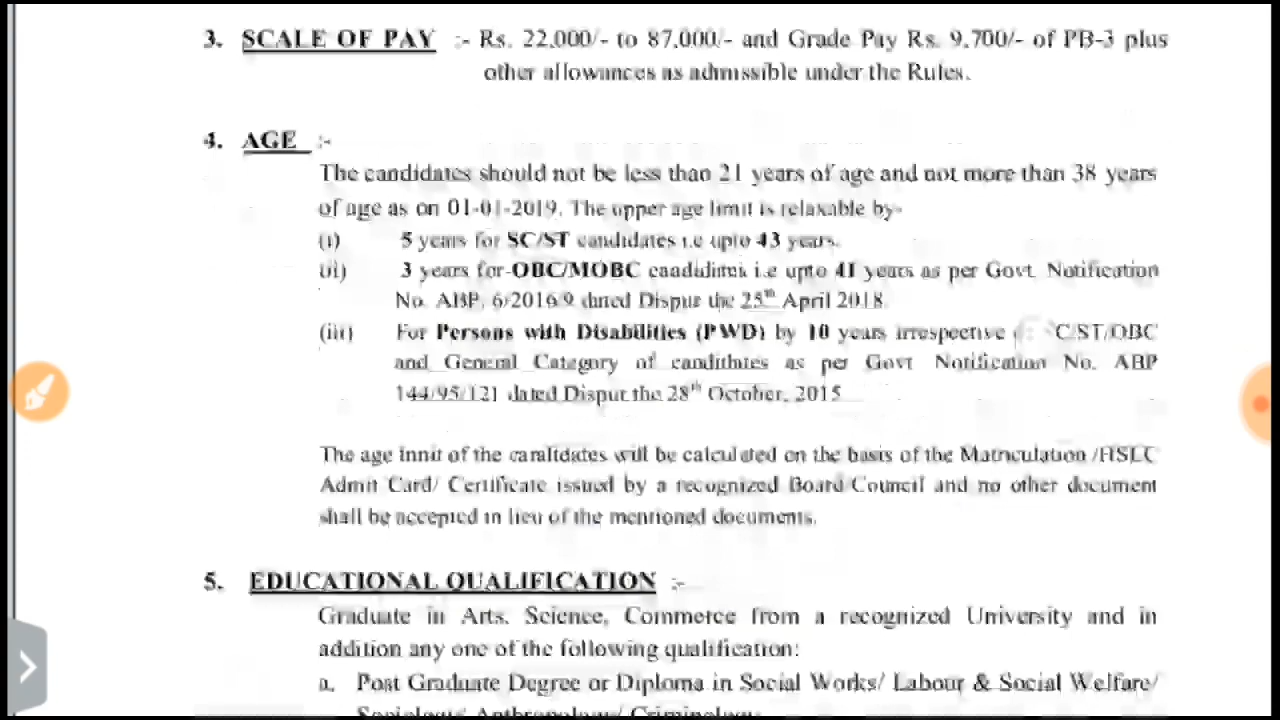 3. SCALE OF PAY :- Rs. 22,000/- to 87,000/- and Grade Pay Rs. 9,700/- of PB-3 plus
other allowances as admissible under the Rules.
4. AGE :-
The candidates should not be less than 21 years of age and not more than 38 years
of age as on 01-01-2019. The upper age limit is relaxable by-
(i) 5 years for SC/ST candidates i.e upto 43 years.
(ii) 3 years for OBC/MOBC candidates i.e upto 41 years as per Govt. Notification
No. ABP. 6/2016/9 dated Dispur the 25th April 2018.
(iii) For Persons with Disabilities (PWD) by 10 years irrespective C/ST/OBC
and General Category of candidates as per Govt Notification No. ABP
144/95/121 dated Dispur the 28th October, 2015
The age limit of the candidates will be calculated on the basis of the Matriculation /HSLC
Admit Card/ Certificate issued by a recognized Board/Council and no other document
shall be accepted in lieu of the mentioned documents.
5. EDUCATIONAL QUALIFICATION :-
Graduate in Arts, Science, Commerce from a recognized University and in
addition any one of the following qualification:
a. Post Graduate Degree or Diploma in Social Works/ Labour & Social Welfare/
Sociology/ Anthropology/ Criminology